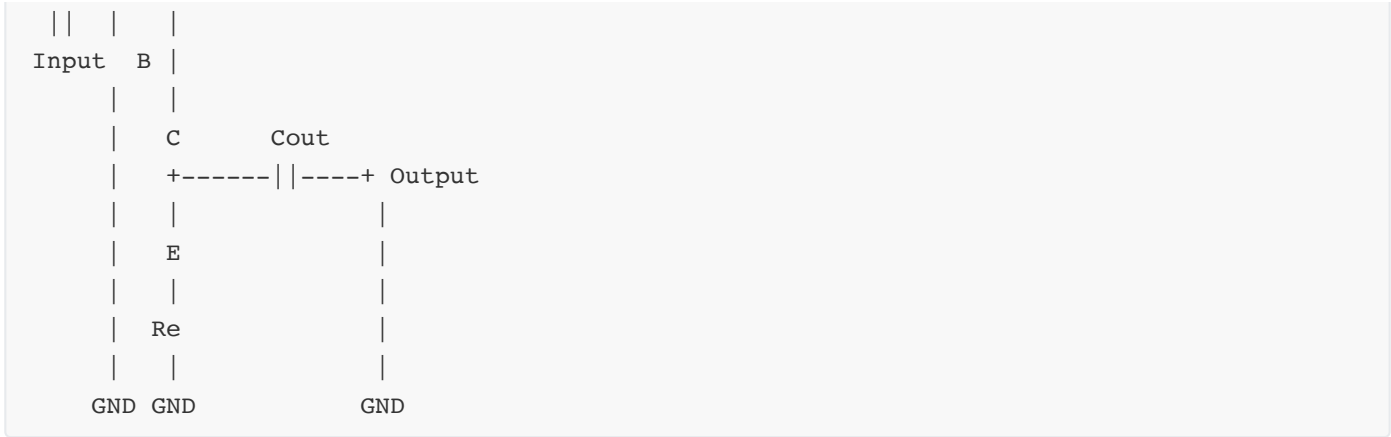 ||   |   |
Input  B |
     |   |
     |   C      Cout
     |   +------||----+ Output
     |   |            |
     |   E            |
     |   |            |
     |  Re            |
     |   |            |
    GND GND          GND